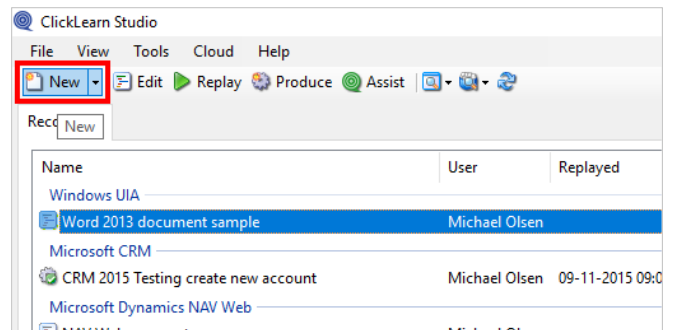 ClickLearn Studio
File View Tools Cloud Help
New Edit Replay Produce Assist
Reco
New
Name User Replayed
Windows UIA
Word 2013 document sample Michael Olsen
Microsoft CRM
CRM 2015 Testing create new account Michael Olsen 09-11-2015 09:0
Microsoft Dynamics NAV Web